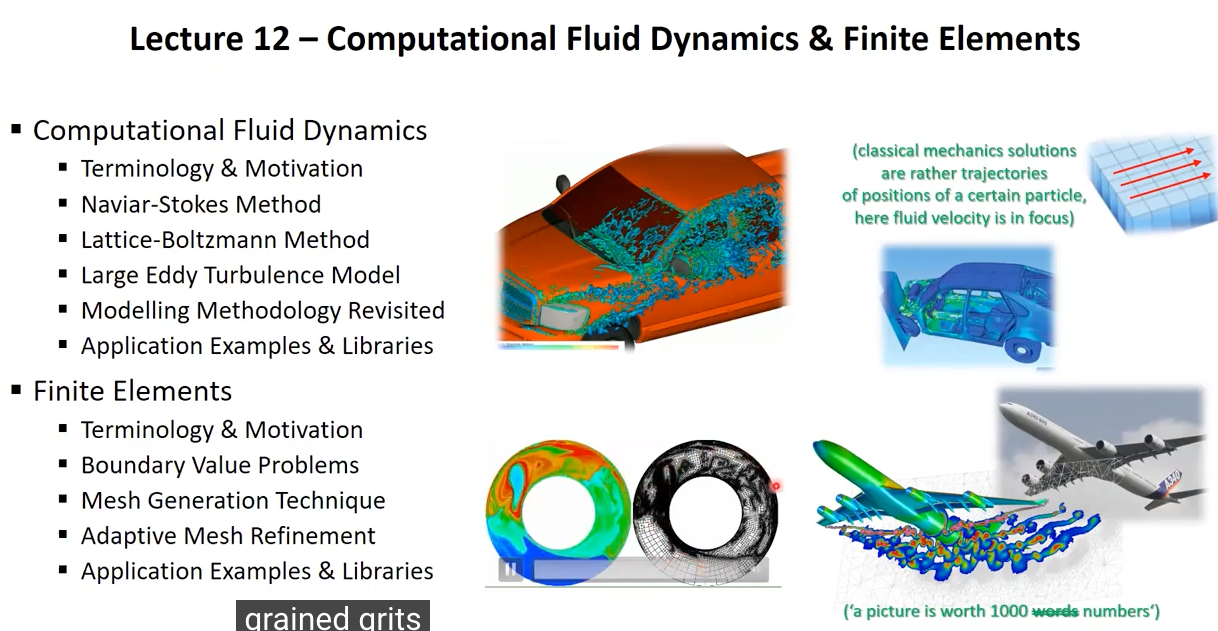 Lecture 12 – Computational Fluid Dynamics & Finite Elements
▪ Computational Fluid Dynamics
▪ Terminology & Motivation
▪ Naviar-Stokes Method
▪ Lattice-Boltzmann Method
▪ Large Eddy Turbulence Model
▪ Modelling Methodology Revisited
▪ Application Examples & Libraries
▪ Finite Elements
▪ Terminology & Motivation
▪ Boundary Value Problems
▪ Mesh Generation Technique
▪ Adaptive Mesh Refinement
▪ Application Examples & Libraries
(classical mechanics solutions
are rather trajectories
of positions of a certain particle,
here fluid velocity is in focus)
A340
(‘a picture is worth 1000 words numbers‘)
grained grits